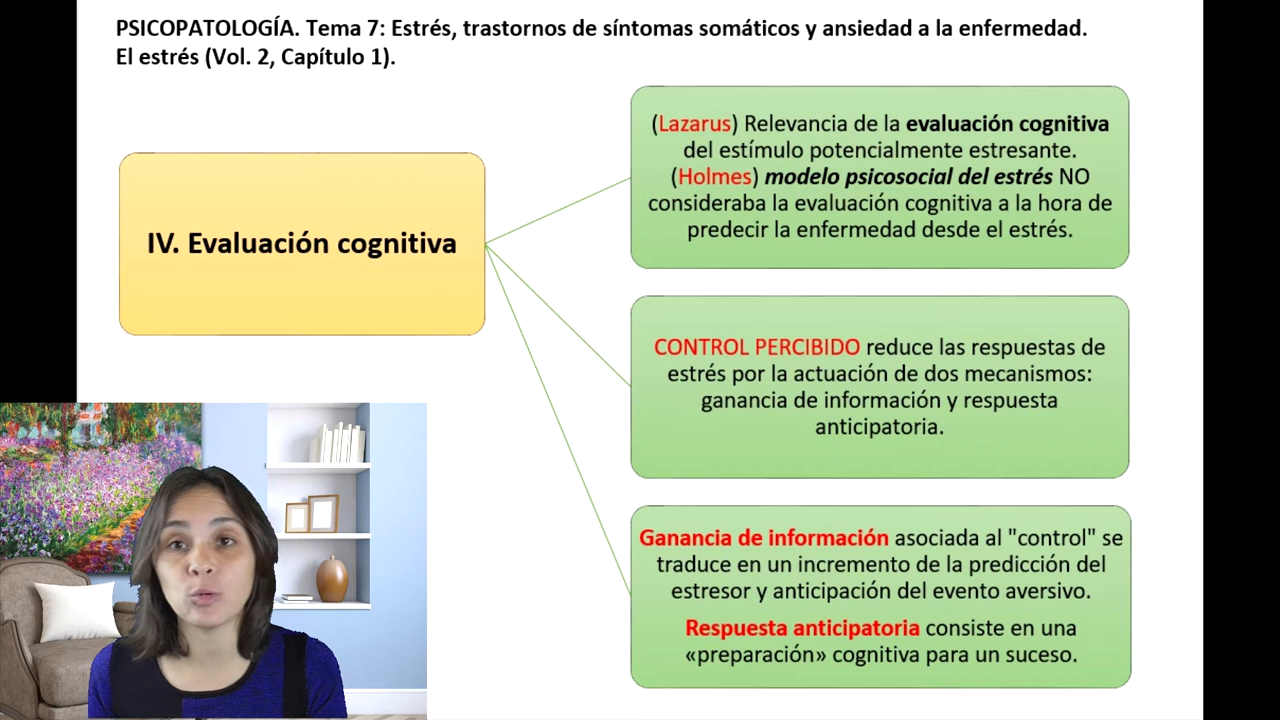 PSICOPATOLOGÍA. Tema 7: Estrés, trastornos de síntomas somáticos y ansiedad a la enfermedad.
El estrés (Vol. 2, Capítulo 1).
IV. Evaluación cognitiva
(Lazarus) Relevancia de la evaluación cognitiva
del estímulo potencialmente estresante.
(Holmes) modelo psicosocial del estrés NO
consideraba la evaluación cognitiva a la hora de
predecir la enfermedad desde el estrés.
CONTROL PERCIBIDO reduce las respuestas de
estrés por la actuación de dos mecanismos:
ganancia de información y respuesta
anticipatoria.
Ganancia de información asociada al "control" se
traduce en un incremento de la predicción del
estresor y anticipación del evento aversivo.
Respuesta anticipatoria consiste en una
«preparación» cognitiva para un suceso.